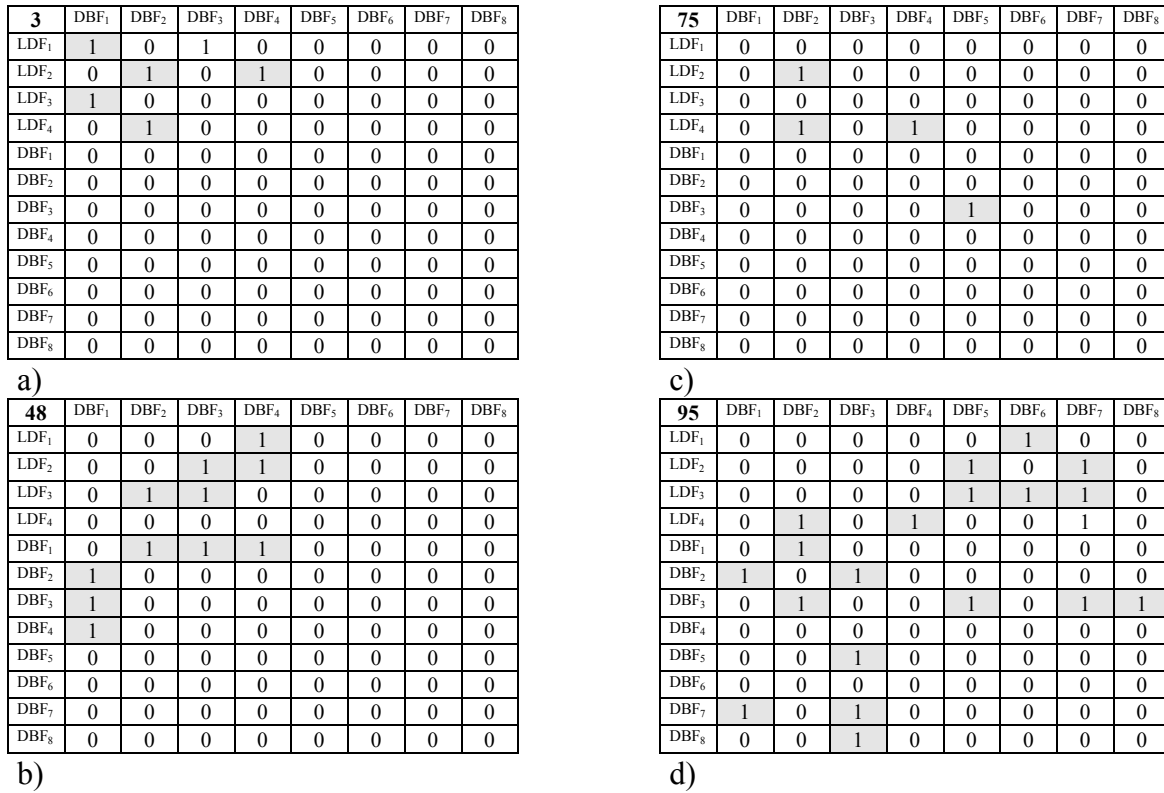 3 DBF₁ DBF₂ DBF₃ DBF₄ DBF₅ DBF₆ DBF₇ DBF₈
LDF₁ 1 0 1 0 0 0 0 0
LDF₂ 0 1 0 1 0 0 0 0
LDF₃ 1 0 0 0 0 0 0 0
LDF₄ 0 1 0 0 0 0 0 0
DBF₁ 0 0 0 0 0 0 0 0
DBF₂ 0 0 0 0 0 0 0 0
DBF₃ 0 0 0 0 0 0 0 0
DBF₄ 0 0 0 0 0 0 0 0
DBF₅ 0 0 0 0 0 0 0 0
DBF₆ 0 0 0 0 0 0 0 0
DBF₇ 0 0 0 0 0 0 0 0
DBF₈ 0 0 0 0 0 0 0 0
a)
48 DBF₁ DBF₂ DBF₃ DBF₄ DBF₅ DBF₆ DBF₇ DBF₈
LDF₁ 0 0 0 1 0 0 0 0
LDF₂ 0 0 1 1 0 0 0 0
LDF₃ 0 1 1 0 0 0 0 0
LDF₄ 0 0 0 0 0 0 0 0
DBF₁ 0 1 1 1 0 0 0 0
DBF₂ 1 0 0 0 0 0 0 0
DBF₃ 1 0 0 0 0 0 0 0
DBF₄ 1 0 0 0 0 0 0 0
DBF₅ 0 0 0 0 0 0 0 0
DBF₆ 0 0 0 0 0 0 0 0
DBF₇ 0 0 0 0 0 0 0 0
DBF₈ 0 0 0 0 0 0 0 0
b)
75 DBF₁ DBF₂ DBF₃ DBF₄ DBF₅ DBF₆ DBF₇ DBF₈
LDF₁ 0 0 0 0 0 0 0 0
LDF₂ 0 1 0 0 0 0 0 0
LDF₃ 0 0 0 0 0 0 0 0
LDF₄ 0 1 0 1 0 0 0 0
DBF₁ 0 0 0 0 0 0 0 0
DBF₂ 0 0 0 0 0 0 0 0
DBF₃ 0 0 0 0 1 0 0 0
DBF₄ 0 0 0 0 0 0 0 0
DBF₅ 0 0 0 0 0 0 0 0
DBF₆ 0 0 0 0 0 0 0 0
DBF₇ 0 0 0 0 0 0 0 0
DBF₈ 0 0 0 0 0 0 0 0
c)
95 DBF₁ DBF₂ DBF₃ DBF₄ DBF₅ DBF₆ DBF₇ DBF₈
LDF₁ 0 0 0 0 0 1 0 0
LDF₂ 0 0 0 0 1 0 1 0
LDF₃ 0 0 0 0 1 1 1 0
LDF₄ 0 1 0 1 0 0 1 0
DBF₁ 0 1 0 0 0 0 0 0
DBF₂ 1 0 1 0 0 0 0 0
DBF₃ 0 1 0 0 1 0 1 1
DBF₄ 0 0 0 0 0 0 0 0
DBF₅ 0 0 1 0 0 0 0 0
DBF₆ 0 0 0 0 0 0 0 0
DBF₇ 1 0 1 0 0 0 0 0
DBF₈ 0 0 1 0 0 0 0 0
d)